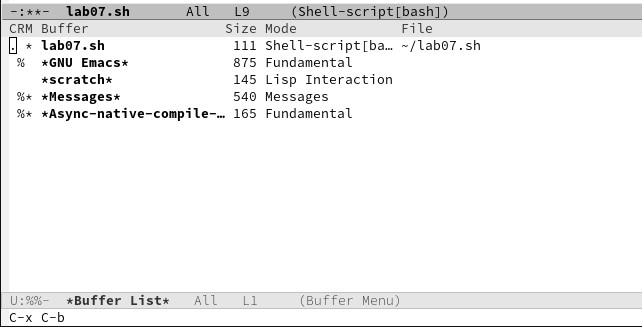 -:**-  lab07.sh       All   L9     (Shell-script[bash])
CRM Buffer                  Size Mode             File
. * lab07.sh                 111 Shell-script[ba… ~/lab07.sh
 %  *GNU Emacs*              875 Fundamental
    *scratch*                145 Lisp Interaction
 %* *Messages*               540 Messages
 %* *Async-native-compile-…  165 Fundamental
U:%%-  *Buffer List*   All   L1     (Buffer Menu)
C-x C-b